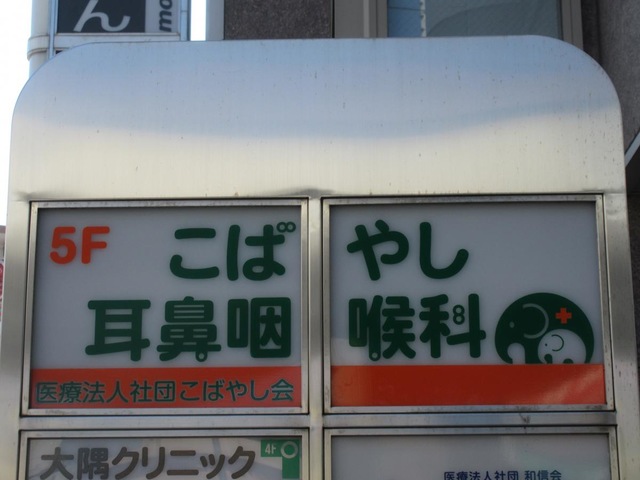 ん
5F こばやし
耳鼻咽喉科
医療法人社団こばやし会
大隅クリニック 4F
医療法人社団 和信会